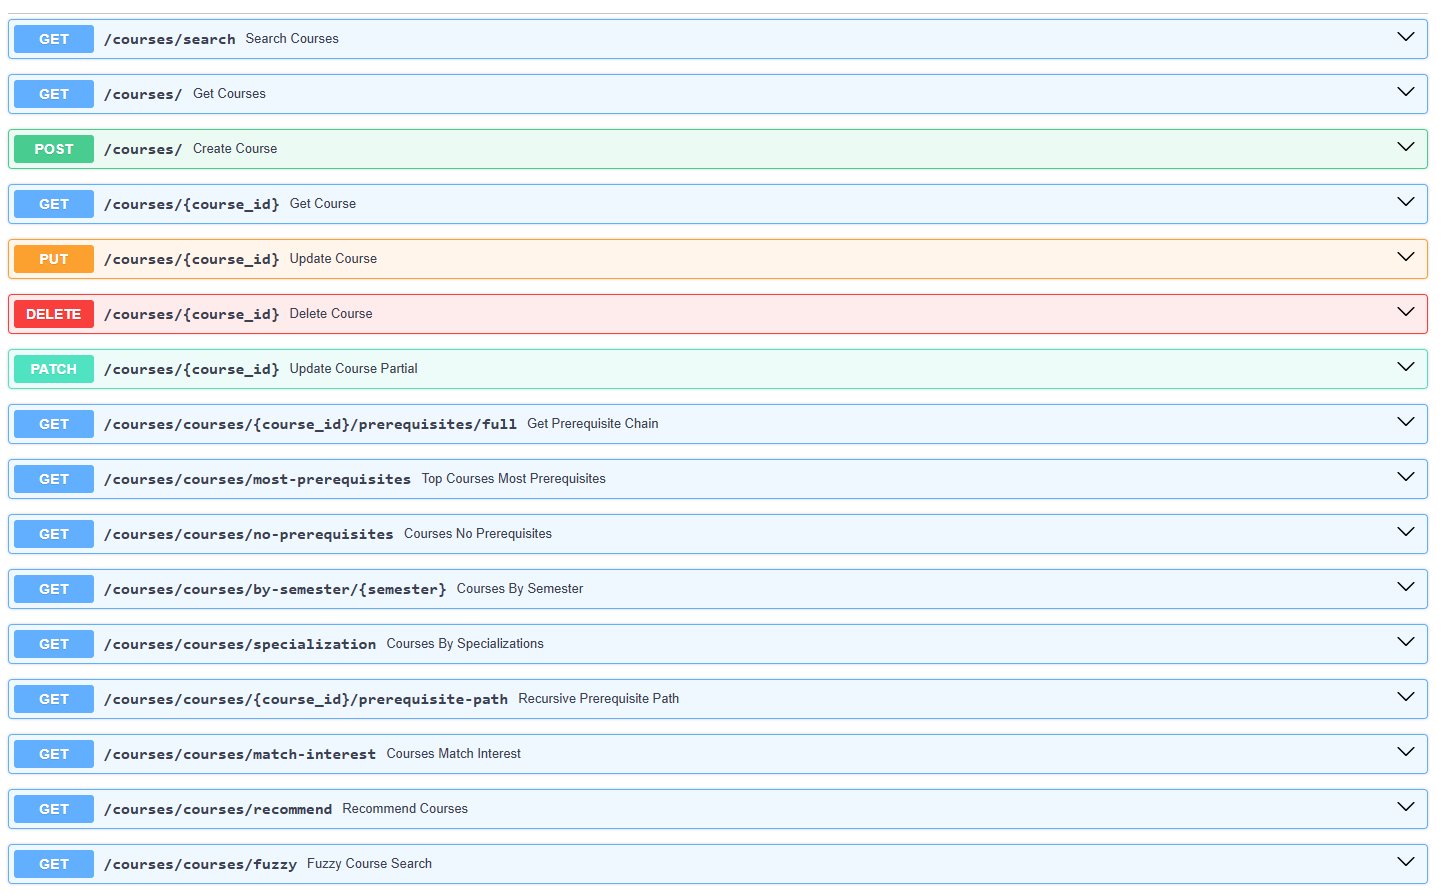 GET /courses/search Search Courses
GET /courses/ Get Courses
POST /courses/ Create Course
GET /courses/{course_id} Get Course
PUT /courses/{course_id} Update Course
DELETE /courses/{course_id} Delete Course
PATCH /courses/{course_id} Update Course Partial
GET /courses/courses/{course_id}/prerequisites/full Get Prerequisite Chain
GET /courses/courses/most-prerequisites Top Courses Most Prerequisites
GET /courses/courses/no-prerequisites Courses No Prerequisites
GET /courses/courses/by-semester/{semester} Courses By Semester
GET /courses/courses/specialization Courses By Specializations
GET /courses/courses/{course_id}/prerequisite-path Recursive Prerequisite Path
GET /courses/courses/match-interest Courses Match Interest
GET /courses/courses/recommend Recommend Courses
GET /courses/courses/fuzzy Fuzzy Course Search